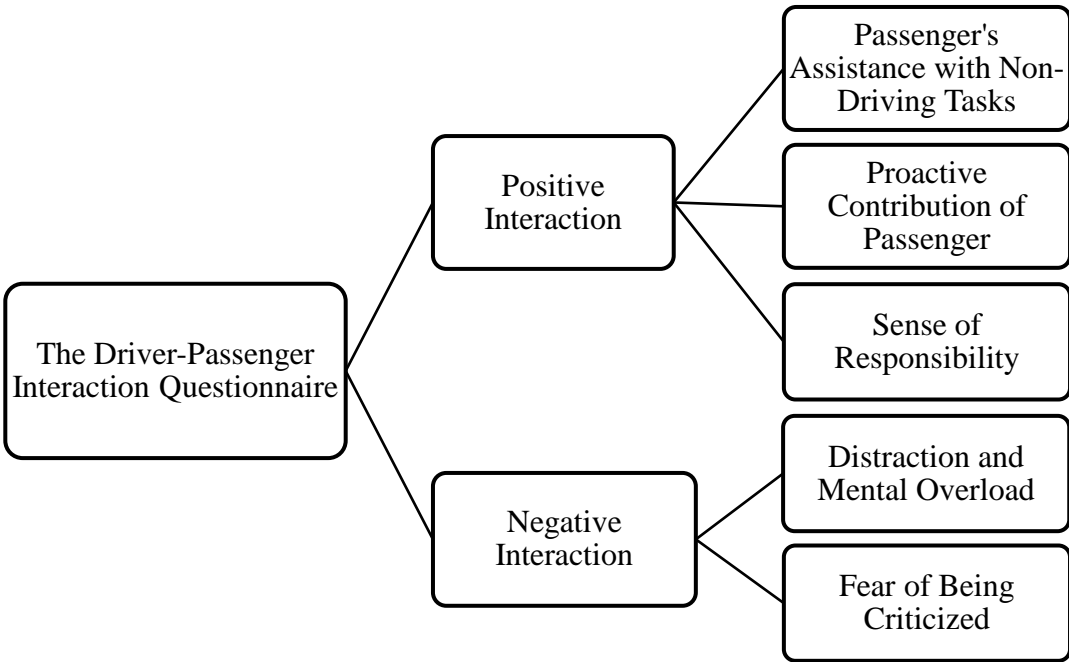 The Driver-Passenger
Interaction Questionnaire
Positive
Interaction
Passenger's
Assistance with Non-
Driving Tasks
Proactive
Contribution of
Passenger
Sense of
Responsibility
Negative
Interaction
Distraction and
Mental Overload
Fear of Being
Criticized